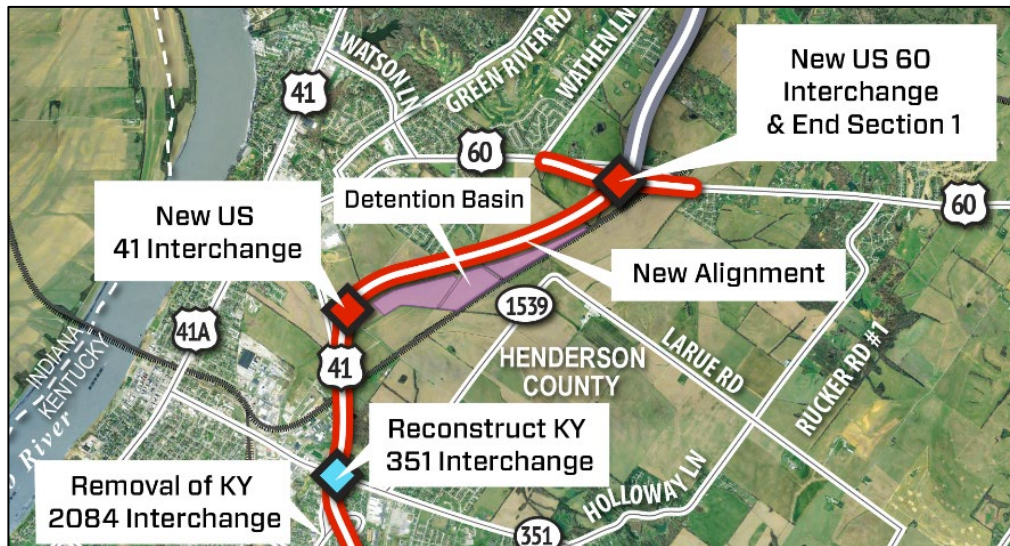 WATSON LN
GREEN RIVER RD
WATHEN LN
New US 60
Interchange
& End Section 1
41
60
Detention Basin
60
New US
41 Interchange
New Alignment
1539
41A
INDIANA
KENTUCKY
41
HENDERSON
COUNTY
LARUE RD
RUCKER RD #1
River
Reconstruct KY
351 Interchange
Removal of KY
2084 Interchange
HOLLOWAY LN
351